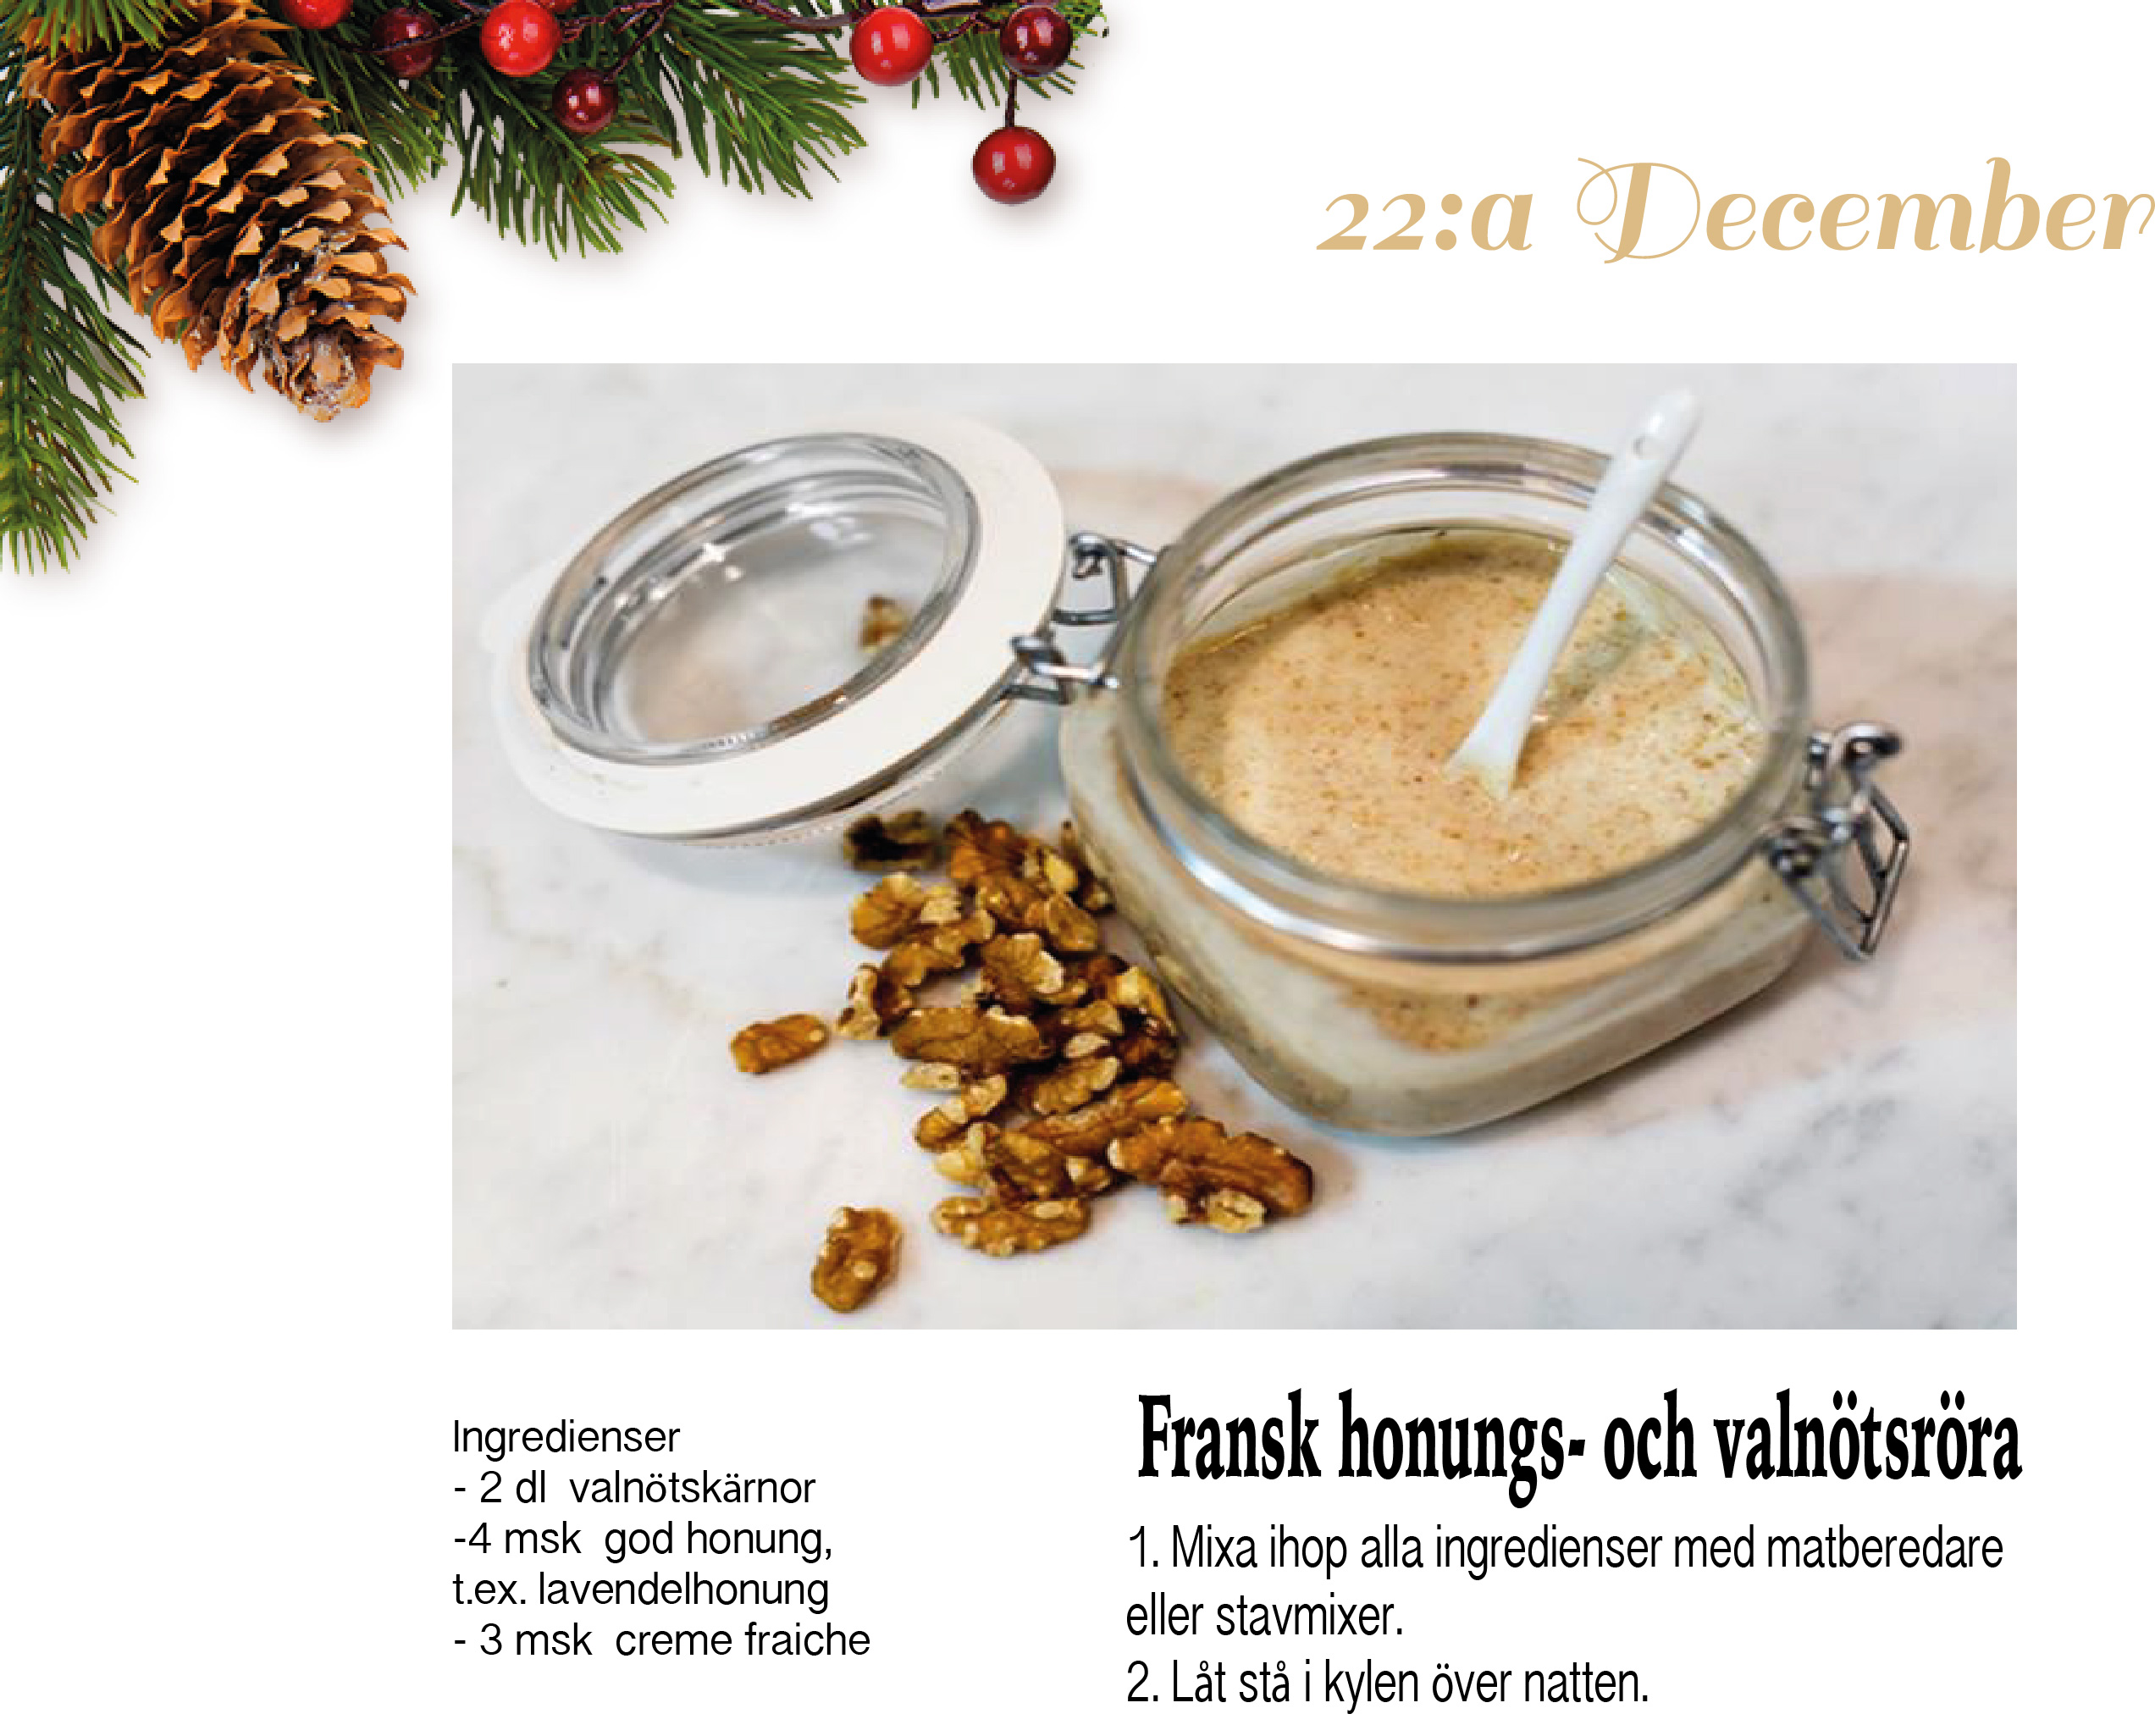 22:a December
Ingredienser
- 2 dl  valnötskärnor
-4 msk  god honung,
t.ex. lavendelhonung
- 3 msk  creme fraiche
Fransk honungs- och valnötsröra
1. Mixa ihop alla ingredienser med matberedare
eller stavmixer.
2. Låt stå i kylen över natten.